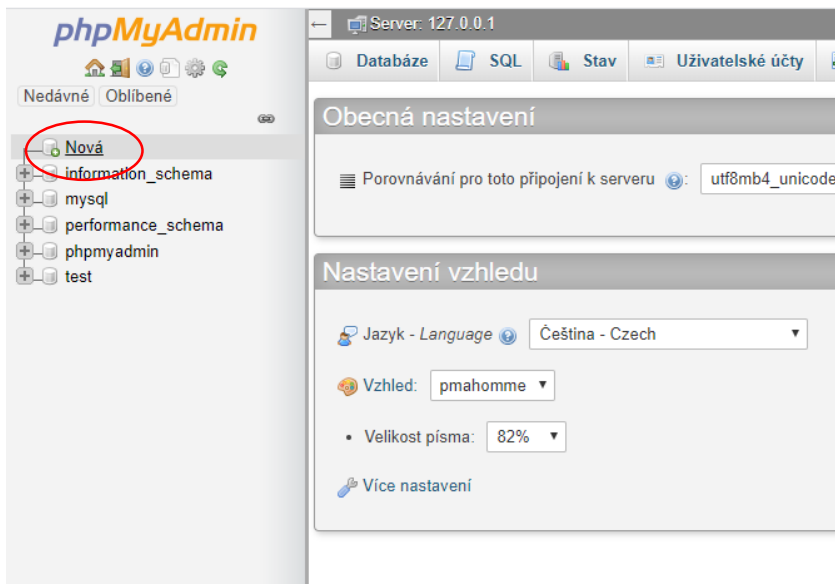 phpMyAdmin
Nedávné Oblíbené
Nová
information_schema
mysql
performance_schema
phpmyadmin
test
← Server: 127.0.0.1
Databáze SQL Stav Uživatelské účty
Obecná nastavení
Porovnávání pro toto připojení k serveru : utf8mb4_unicode
Nastavení vzhledu
Jazyk - Language Čeština - Czech
Vzhled: pmahomme
• Velikost písma: 82%
Více nastavení